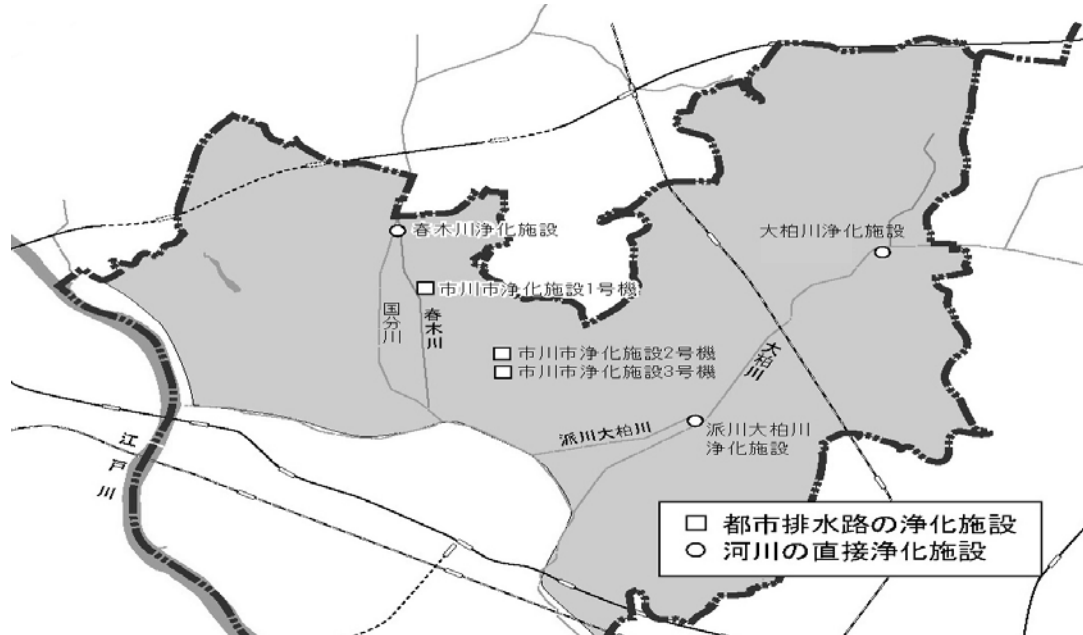 春木川浄化施設
大柏川浄化施設
市川市浄化施設1号機
国分川
春木川
市川市浄化施設2号機
市川市浄化施設3号機
大柏川
派川大柏川
派川大柏川
浄化施設
江戸川
都市排水路の浄化施設
河川の直接浄化施設